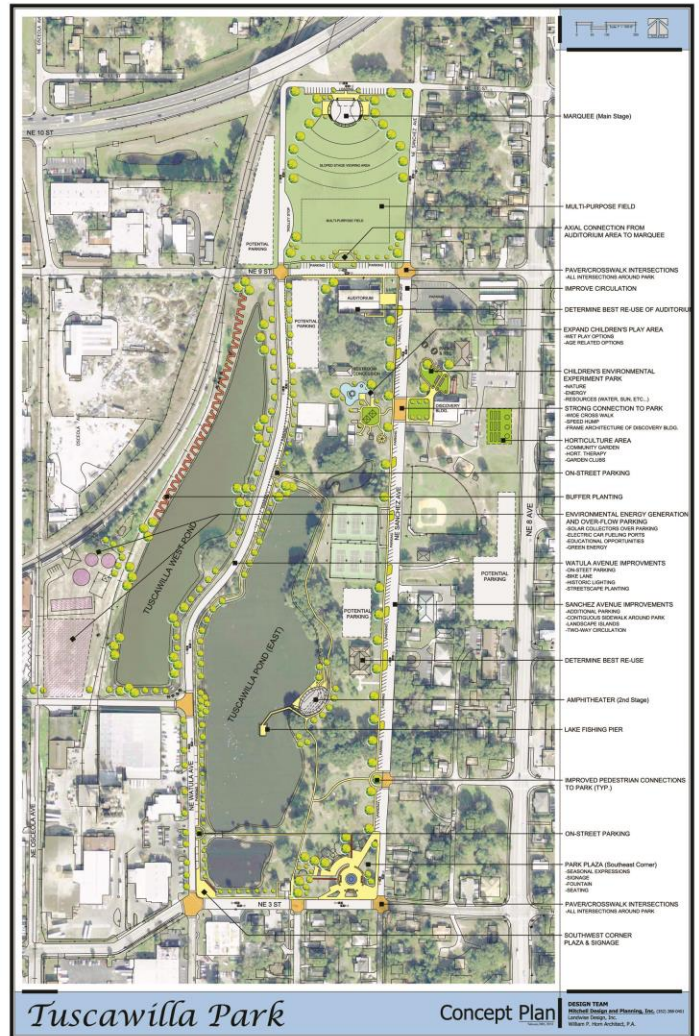 MARQUEE (Main Stage)
MULTI-PURPOSE FIELD
AXIAL CONNECTION FROM
AUDITORIUM AREA TO MARQUEE
PAVER/CROSSWALK INTERSECTIONS
-ALL INTERSECTIONS AROUND PARK
IMPROVE CIRCULATION
DETERMINE BEST RE-USE OF AUDITORIUM
EXPAND CHILDREN'S PLAY AREA
-WET PLAY OPTIONS
-AGE RELATED OPTIONS
CHILDREN'S ENVIRONMENTAL
EXPERIMENT PARK
-NATURE
-ENERGY
-RESOURCES (WATER, SUN, ETC...)
STRONG CONNECTION TO PARK
-WIDE CROSS WALK
-SPEED HUMP
-FRAME ARCHITECTURE OF DISCOVERY BLDG.
HORTICULTURE AREA
-COMMUNITY GARDEN
-HORT. THERAPY
-GARDEN CLUBS
ON-STREET PARKING
BUFFER PLANTING
ENVIRONMENTAL ENERGY GENERATION
AND OVER-FLOW PARKING
-SOLAR COLLECTORS OVER PARKING
-ELECTRIC CAR FUELING PORTS
-EDUCATIONAL OPPORTUNITIES
-GREEN ENERGY
WATULA AVENUE IMPROVMENTS
-ON-STEET PARKING
-BIKE LANE
-HISTORIC LIGHTING
-STREETSCAPE PLANTING
SANCHEZ AVENUE IMPROVEMENTS
-ADDITIONAL PARKING
-CONTIGUOUS SIDEWALK AROUND PARK
-LANDSCAPE ISLANDS
-TWO-WAY CIRCULATION
DETERMINE BEST RE-USE
AMPHITHEATER (2nd Stage)
LAKE FISHING PIER
IMPROVED PEDESTRIAN CONNECTIONS
TO PARK (TYP.)
ON-STREET PARKING
PARK PLAZA (Southeast Corner)
-SEASONAL EXPRESSIONS
-SIGNAGE
-FOUNTAIN
-SEATING
PAVER/CROSSWALK INTERSECTIONS
-ALL INTERSECTIONS AROUND PARK
SOUTHWEST CORNER
PLAZA & SIGNAGE
NE OSCEOLA AVE
NE 10 ST
SLOPED STAGE VIEWING AREA
MULTI-PURPOSE FIELD
TROLLEY STOP
NE SANCHEZ AVE
POTENTIAL
PARKING
NE 9 ST
PARKING
PARKING
AUDITORIUM
POTENTIAL
PARKING
DISCOVERY
BLDG.
TUSCAWILLA WEST-POND
NE SANCHEZ AVE
NE 8 AVE
POTENTIAL
PARKING
POTENTIAL
PARKING
TUSCAWILLA POND (EAST)
NE WATULA AVE
NE OSCEOLA AVE
NE 3 ST
Tuscawilla Park
Concept Plan
DESIGN TEAM
Mitchell Design and Planning, Inc.
Landwise Design, Inc.
William P. Horn Architect, P.A.